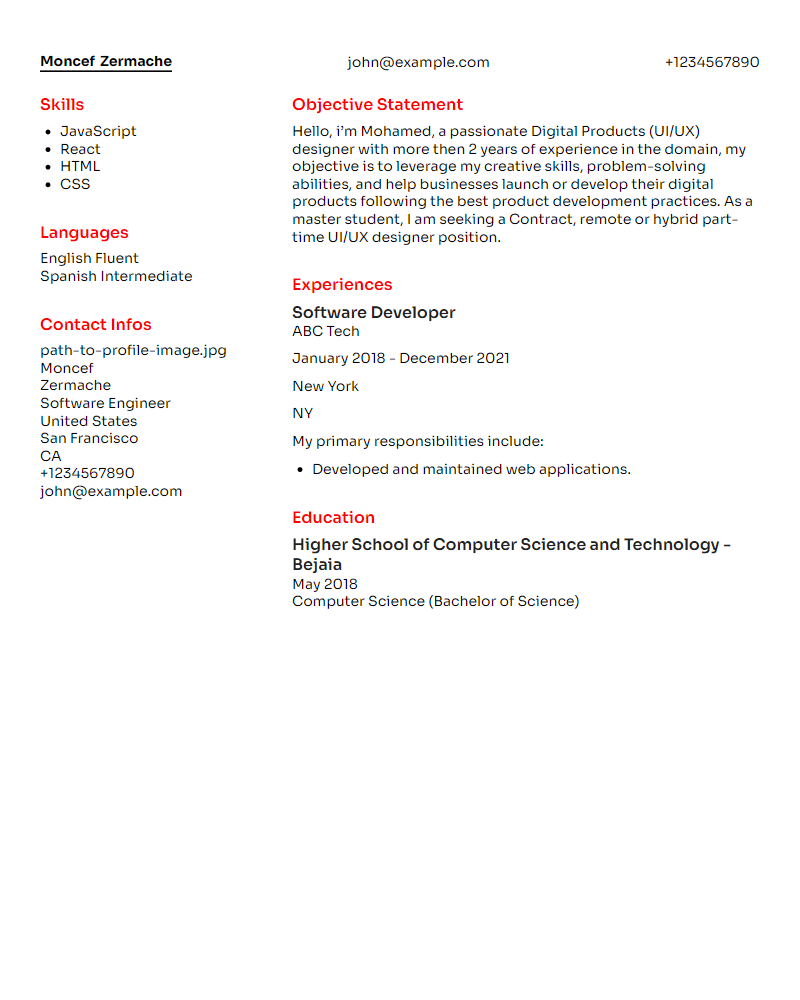 Moncef Zermache
john@example.com
+1234567890
Skills
• JavaScript
• React
• HTML
• CSS
Languages
English Fluent
Spanish Intermediate
Contact Infos
path-to-profile-image.jpg
Moncef
Zermache
Software Engineer
United States
San Francisco
CA
+1234567890
john@example.com
Objective Statement
Hello, i’m Mohamed, a passionate Digital Products (UI/UX)
designer with more then 2 years of experience in the domain, my
objective is to leverage my creative skills, problem-solving
abilities, and help businesses launch or develop their digital
products following the best product development practices. As a
master student, I am seeking a Contract, remote or hybrid part-
time UI/UX designer position.
Experiences
Software Developer
ABC Tech
January 2018 - December 2021
New York
NY
My primary responsibilities include:
• Developed and maintained web applications.
Education
Higher School of Computer Science and Technology -
Bejaia
May 2018
Computer Science (Bachelor of Science)